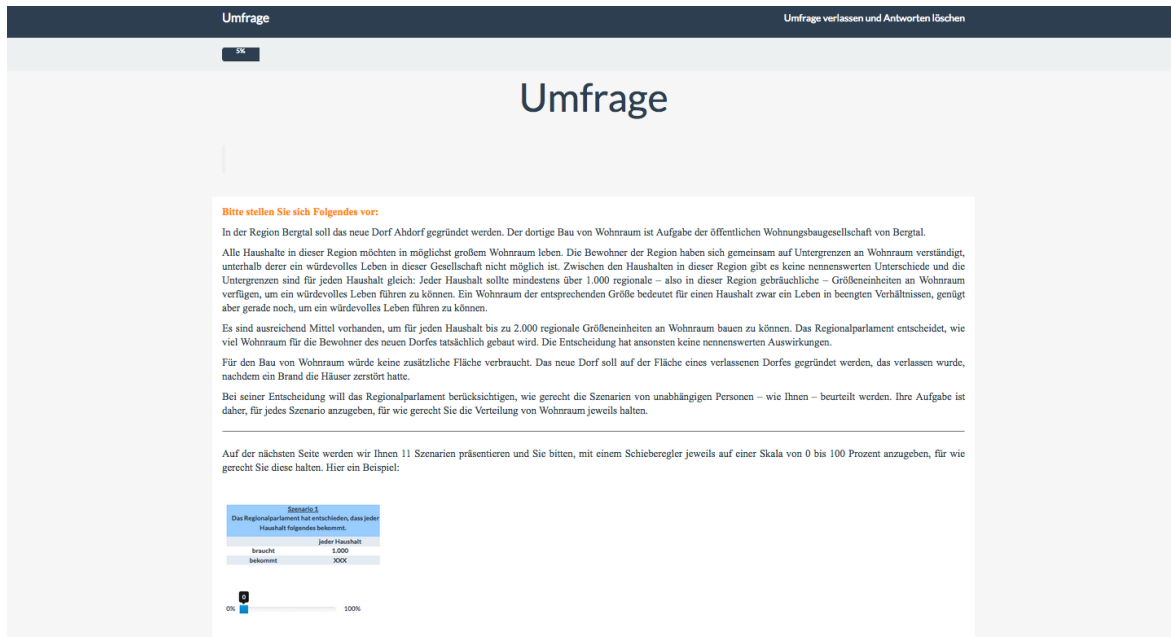 Umfrage
Umfrage verlassen und Antworten löschen
5%
Umfrage
Bitte stellen Sie sich Folgendes vor:
In der Region Bergtal soll das neue Dorf Ahdorf gegründet werden. Der dortige Bau von Wohnraum ist Aufgabe der öffentlichen Wohnungsbaugesellschaft von Bergtal.
Alle Haushalte in dieser Region möchten in möglichst großem Wohnraum leben. Die Bewohner der Region haben sich gemeinsam auf Untergrenzen an Wohnraum verständigt,
unterhalb derer ein würdevolles Leben in dieser Gesellschaft nicht möglich ist. Zwischen den Haushalten in dieser Region gibt es keine nennenswerten Unterschiede und die
Untergrenzen sind für jeden Haushalt gleich: Jeder Haushalt sollte mindestens über 1.000 regionale – also in dieser Region gebräuchliche – Größeneinheiten an Wohnraum
verfügen, um ein würdevolles Leben führen zu können. Ein Wohnraum der entsprechenden Größe bedeutet für einen Haushalt zwar ein Leben in beengten Verhältnissen, genügt
aber gerade noch, um ein würdevolles Leben führen zu können.
Es sind ausreichend Mittel vorhanden, um für jeden Haushalt bis zu 2.000 regionale Größeneinheiten an Wohnraum bauen zu können. Das Regionalparlament entscheidet, wie
viel Wohnraum für die Bewohner des neuen Dorfes tatsächlich gebaut wird. Die Entscheidung hat ansonsten keine nennenswerten Auswirkungen.
Für den Bau von Wohnraum würde keine zusätzliche Fläche verbraucht. Das neue Dorf soll auf der Fläche eines verlassenen Dorfes gegründet werden, das verlassen wurde,
nachdem ein Brand die Häuser zerstört hatte.
Bei seiner Entscheidung will das Regionalparlament berücksichtigen, wie gerecht die Szenarien von unabhängigen Personen – wie Ihnen – beurteilt werden. Ihre Aufgabe ist
daher, für jedes Szenario anzugeben, für wie gerecht Sie die Verteilung von Wohnraum jeweils halten.
Auf der nächsten Seite werden wir Ihnen 11 Szenarien präsentieren und Sie bitten, mit einem Schieberegler jeweils auf einer Skala von 0 bis 100 Prozent anzugeben, für wie
gerecht Sie diese halten. Hier ein Beispiel:
Szenario 1
Das Regionalparlament hat entschieden, dass jeder
Haushalt folgendes bekommt.
jeder Haushalt
braucht 1.000
bekommt XXX
0
0% 100%